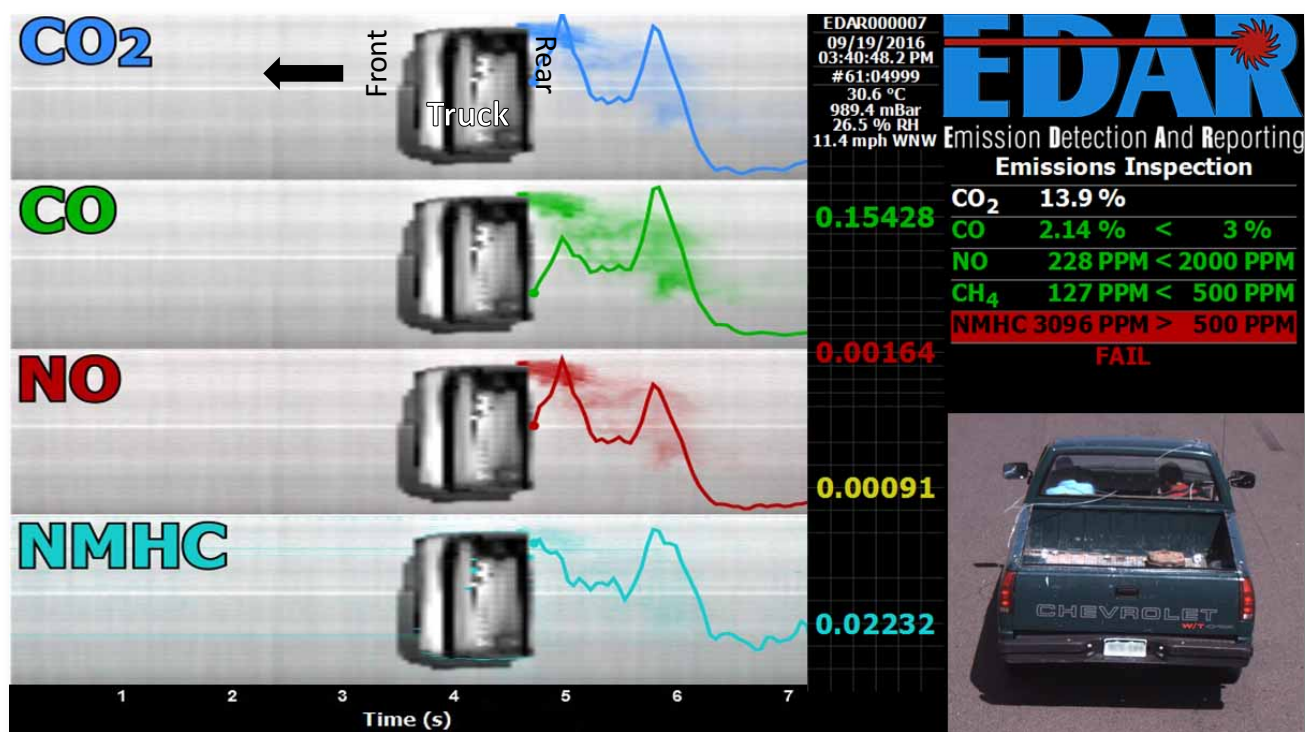 CO2
Front
Rear
Truck
CO
NO
NMHC
1 2 3 4 5 6 7
Time (s)
EDAR000007
09/19/2016
03:40:48.2 PM
#61:04999
30.6 °C
989.4 mBar
26.5 % RH
11.4 mph WNW
0.15428
0.00164
0.00091
0.02232
EDAR
Emission Detection And Reporting
Emissions Inspection
CO2 13.9 %
CO 2.14 % < 3 %
NO 228 PPM < 2000 PPM
CH4 127 PPM < 500 PPM
NMHC 3096 PPM > 500 PPM
FAIL
CHEVROLET
W/T